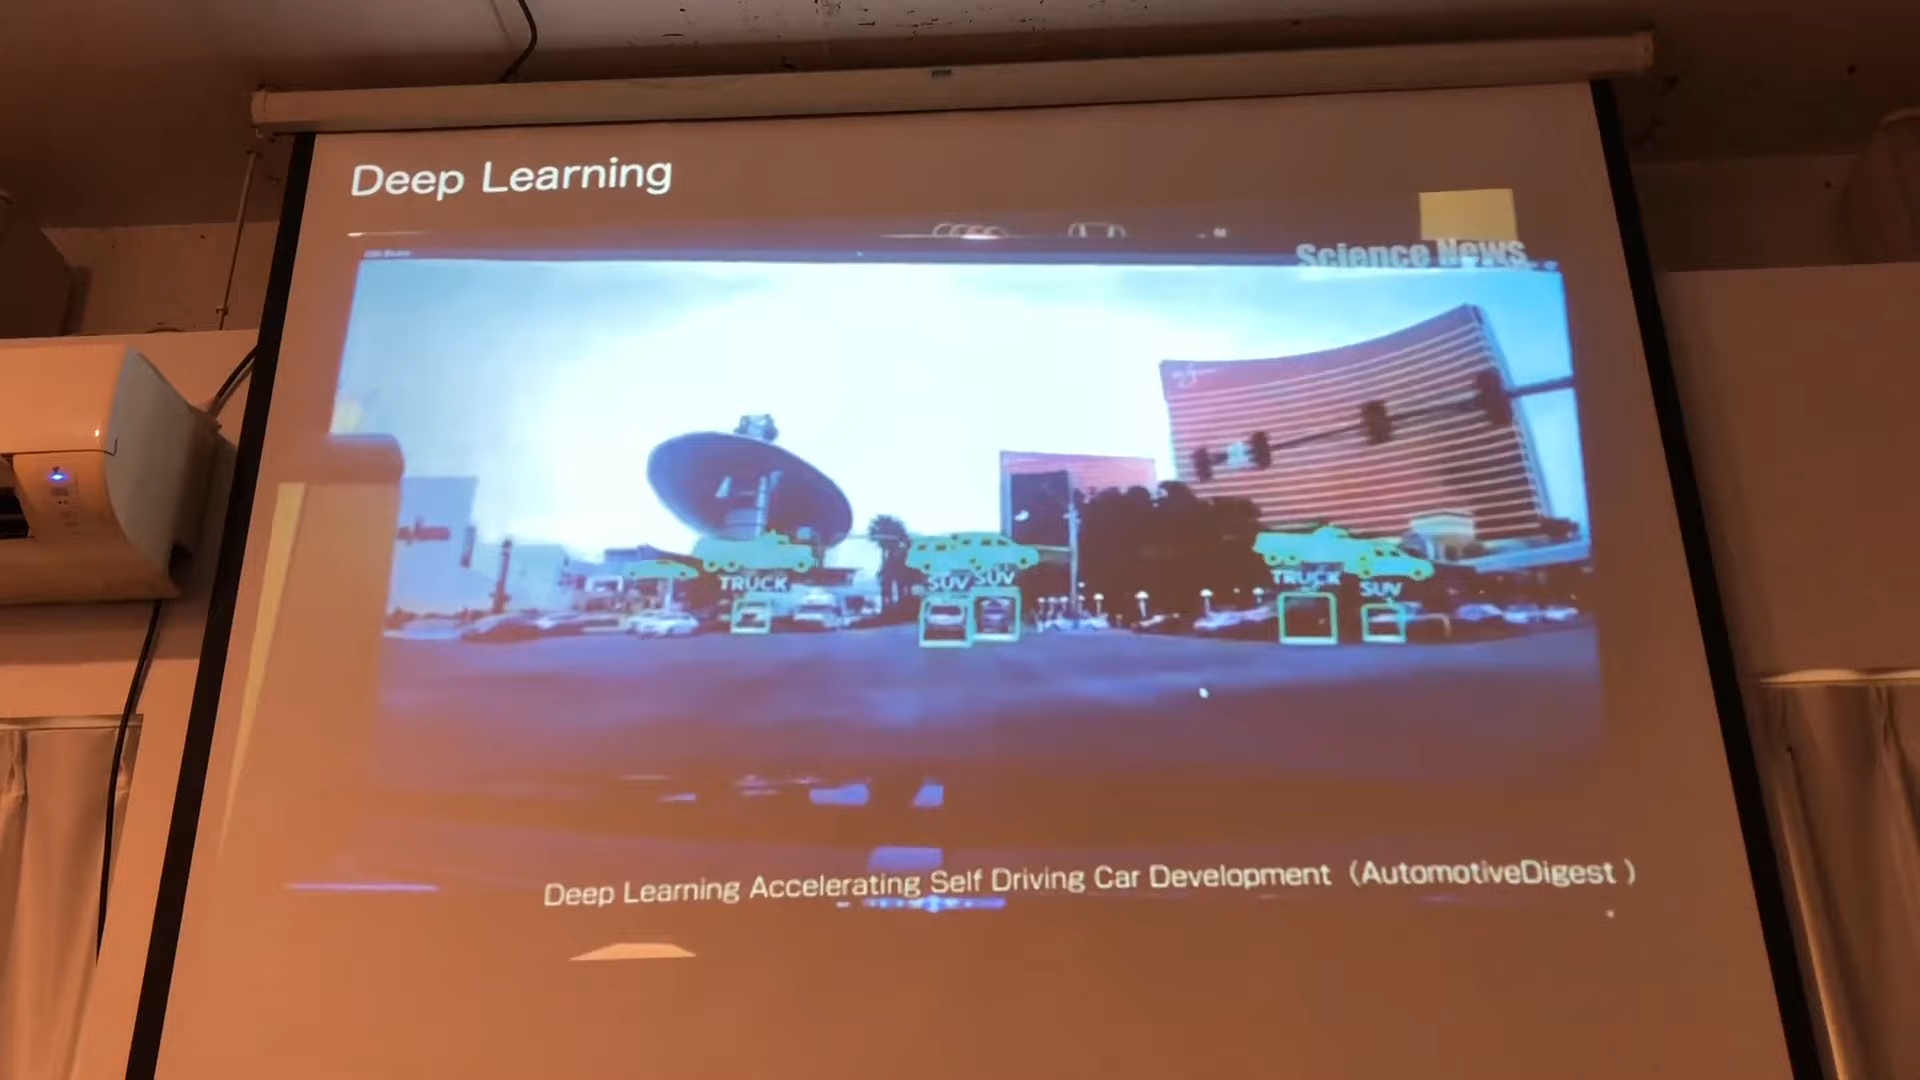 Deep Learning
Science News
TRUCK
SUV
SUV
TRUCK
SUV
Deep Learning Accelerating Self Driving Car Development (AutomotiveDigest )